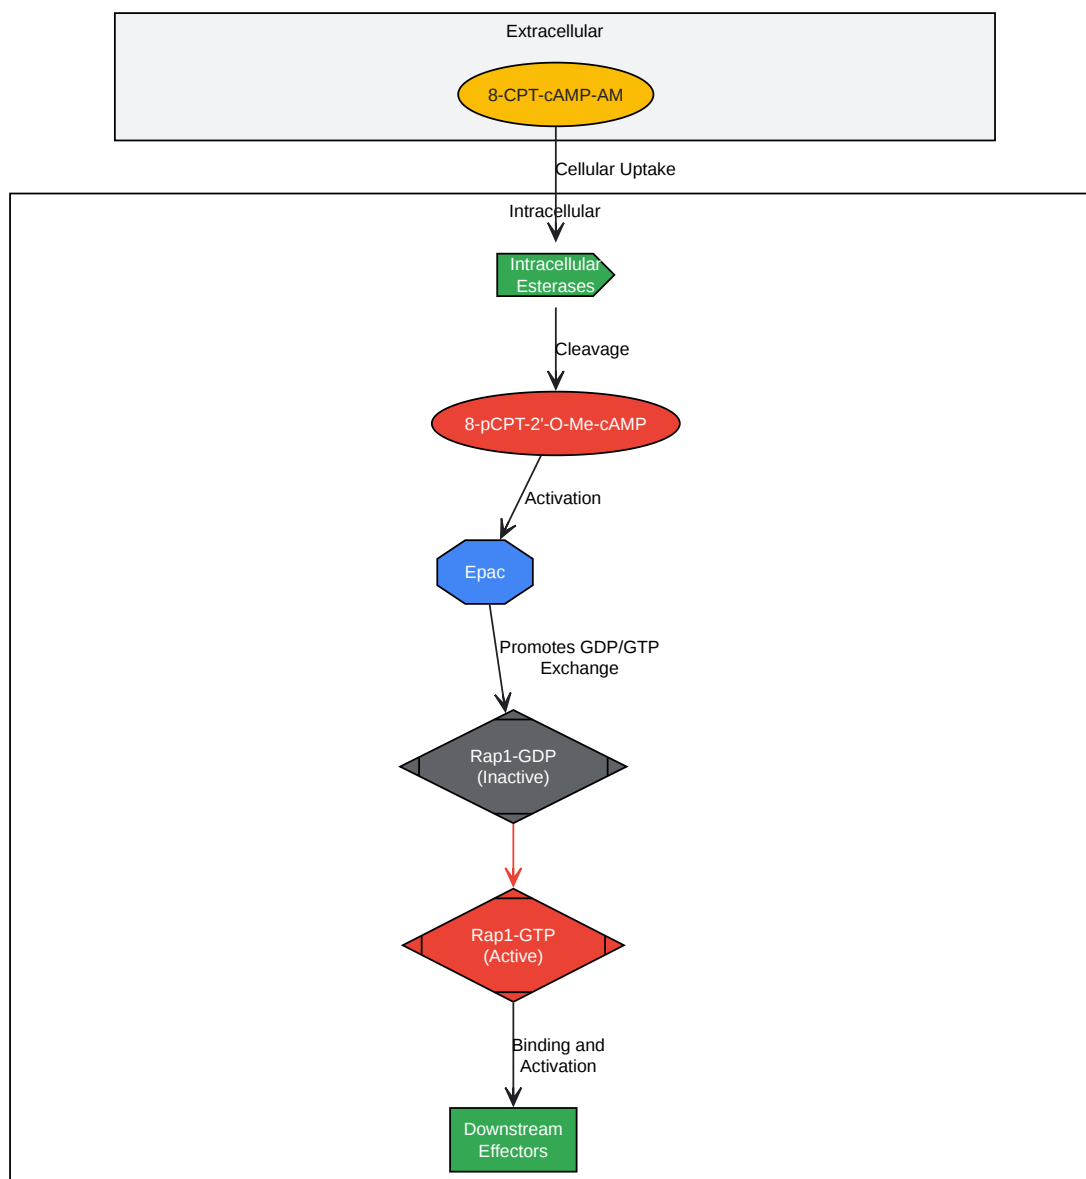 Extracellular
8-CPT-cAMP-AM
Cellular Uptake
Intracellular
Intracellular
Esterases
Cleavage
8-pCPT-2'-O-Me-cAMP
Activation
Epac
Promotes GDP/GTP
Exchange
Rap1-GDP
(Inactive)
Rap1-GTP
(Active)
Binding and
Activation
Downstream
Effectors